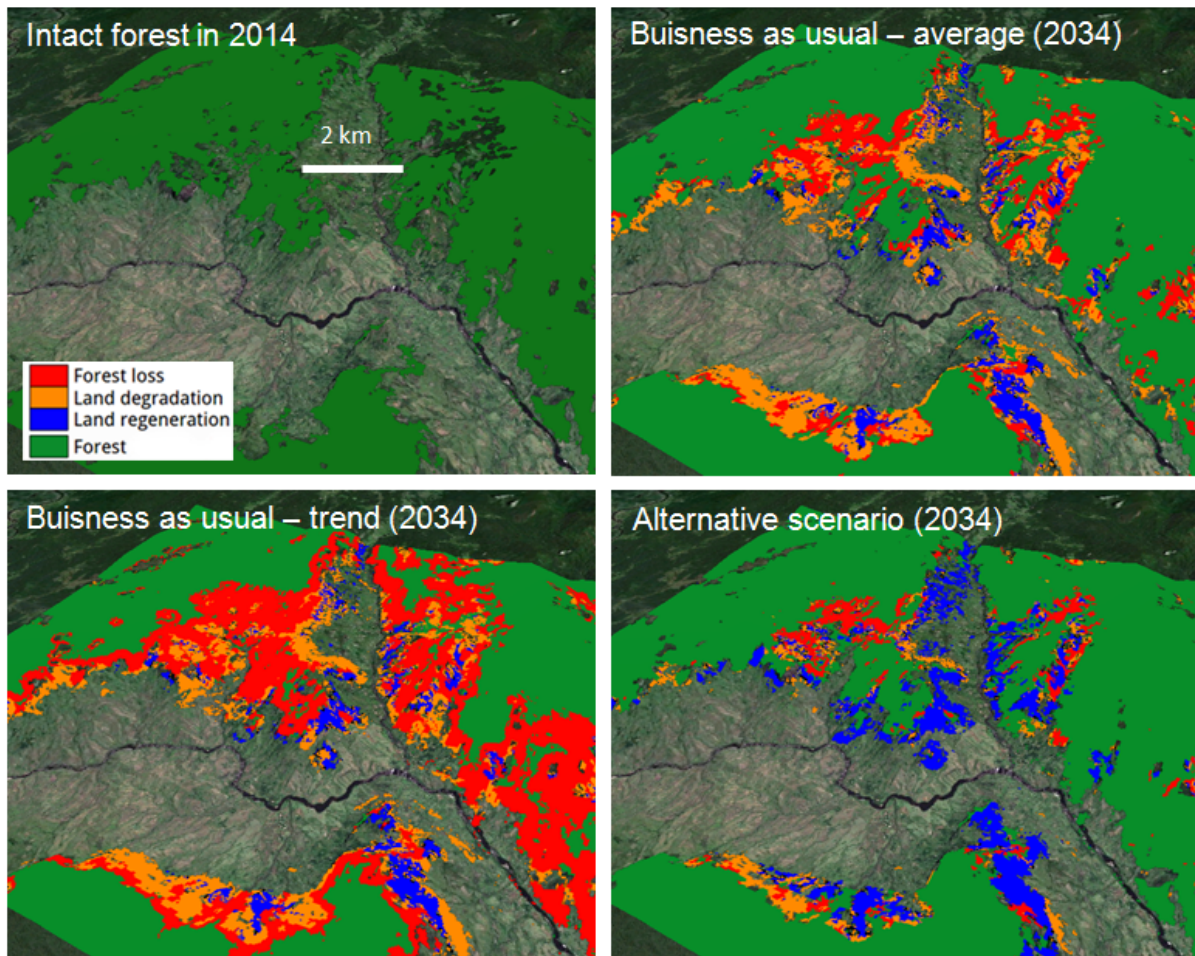 Intact forest in 2014
2 km
Forest loss
Land degradation
Land regeneration
Forest
Buisness as usual – average (2034)
Buisness as usual – trend (2034)
Alternative scenario (2034)